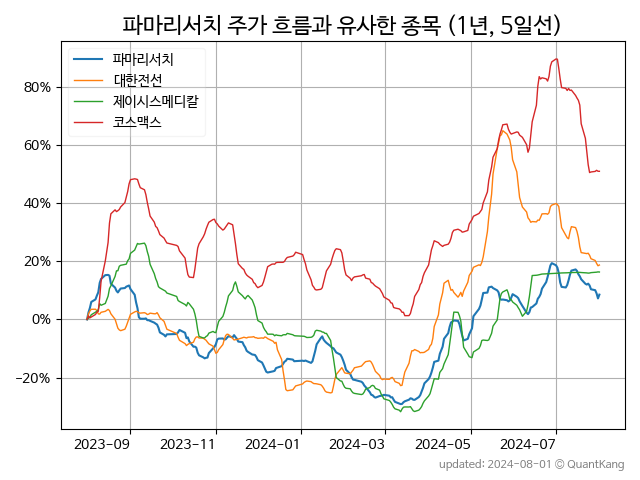 파마리서치 주가 흐름과 유사한 종목 (1년, 5일선)
파마리서치
대한전선
제이시스메디칼
코스맥스
80%
60%
40%
20%
0%
−20%
2023-09 2023-11 2024-01 2024-03 2024-05 2024-07
updated: 2024-08-01 © QuantKang